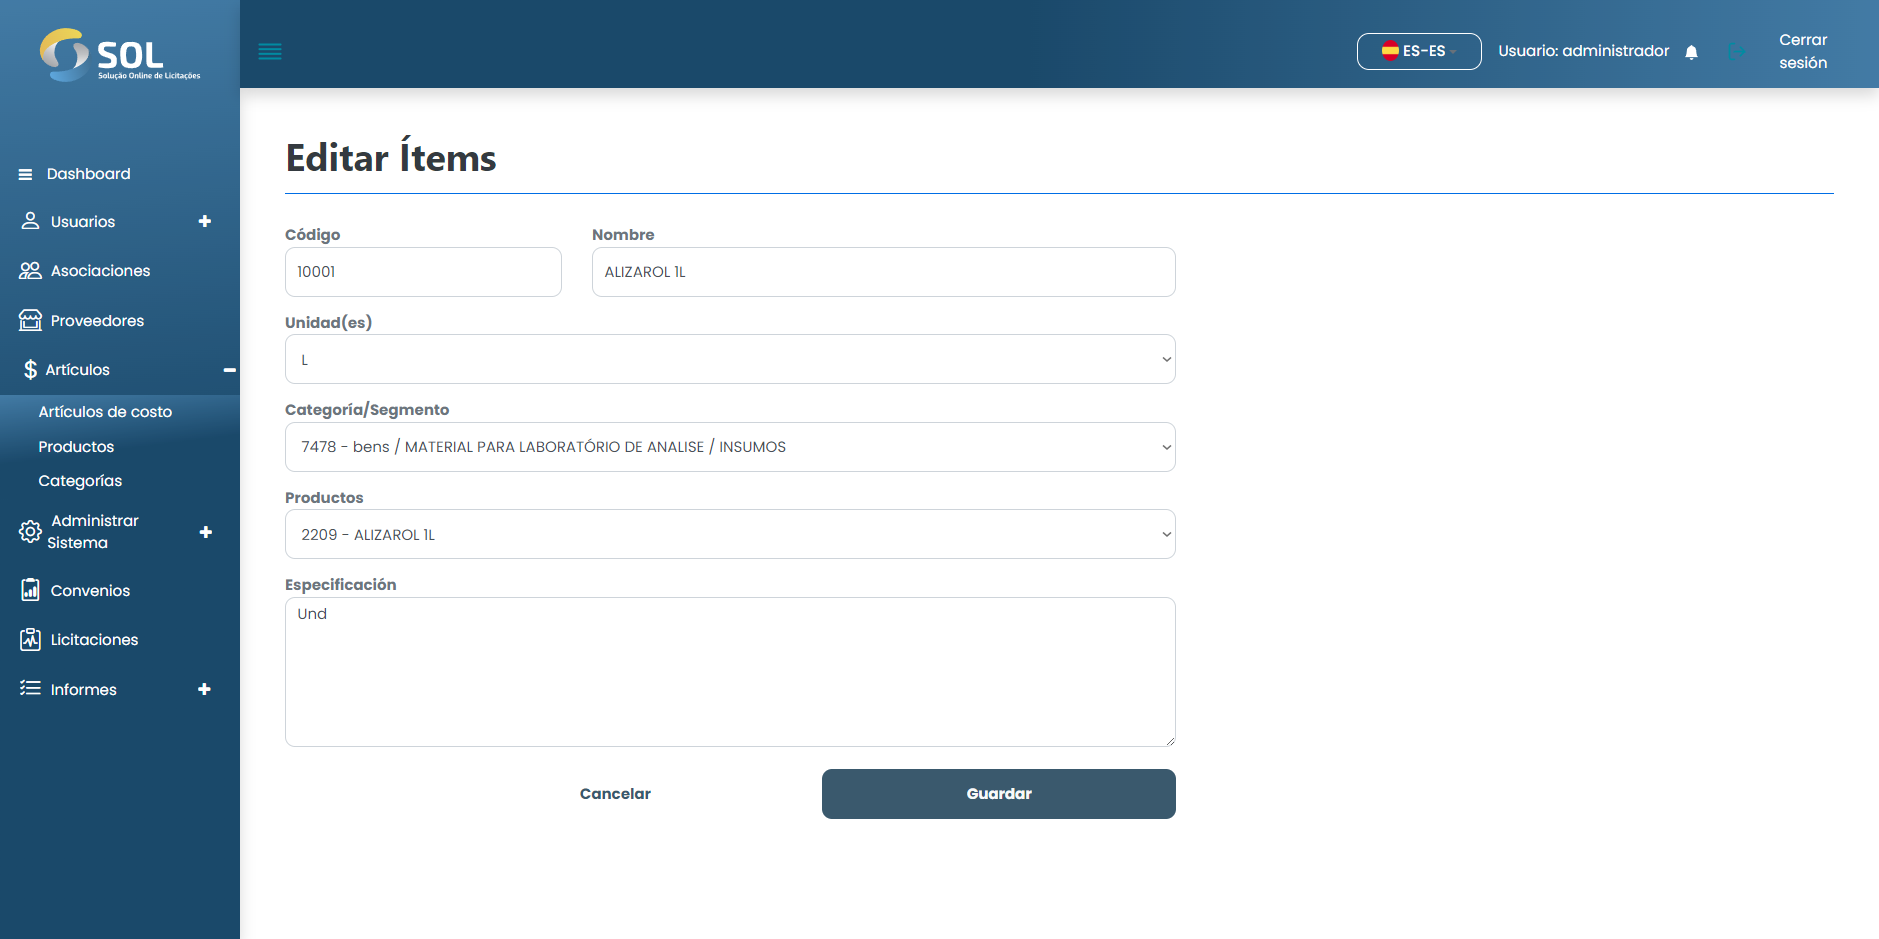 SOL
Solução Online de Licitações
ES-ES
Usuario: administrador
Cerrar
sesión
Dashboard
Usuarios
Asociaciones
Proveedores
Artículos
Artículos de costo
Productos
Categorías
Administrar
Sistema
Convenios
Licitaciones
Informes
Editar Ítems
Código
Nombre
10001
ALIZAROL 1L
Unidad(es)
L
Categoría/Segmento
7478 - bens / MATERIAL PARA LABORATÓRIO DE ANALISE / INSUMOS
Productos
2209 - ALIZAROL 1L
Especificación
Und
Cancelar
Guardar